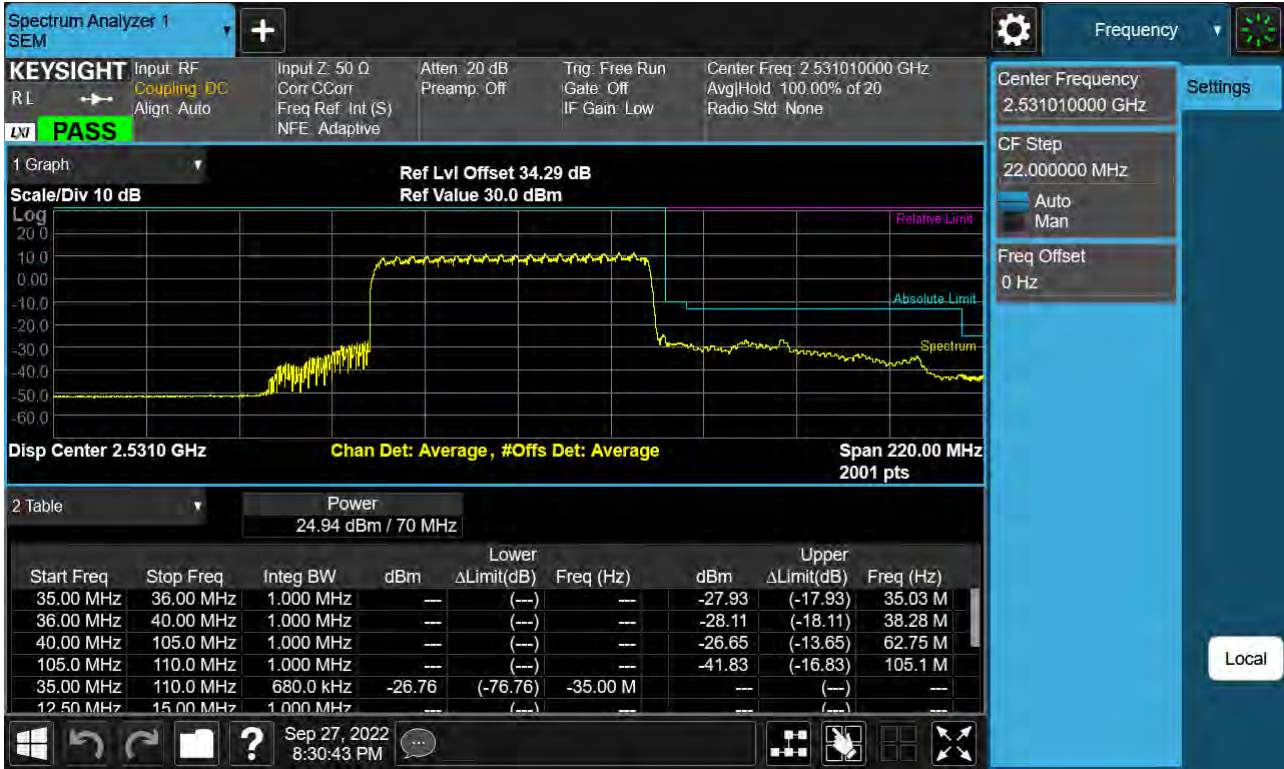 Spectrum Analyzer 1
SEM
Frequency
KEYSIGHT
RL
LXI
PASS
Input: RF
Coupling: DC
Align: Auto
Input Z: 50 Ω
Corr CCorr
Freq Ref: Int (S)
NFE: Adaptive
Atten: 20 dB
Preamp: Off
Trig: Free Run
Gate: Off
IF Gain: Low
Center Freq: 2.531010000 GHz
Avg|Hold: 100.00% of 20
Radio Std: None
Center Frequency
2.531010000 GHz
Settings
CF Step
22.000000 MHz
Auto
Man
Freq Offset
0 Hz
1 Graph
Scale/Div 10 dB
Ref Lvl Offset 34.29 dB
Ref Value 30.0 dBm
Log
20.0
10.0
0.00
-10.0
-20.0
-30.0
-40.0
-50.0
-60.0
Relative Limit
Absolute Limit
Spectrum
Disp Center 2.5310 GHz
Chan Det: Average, #Offs Det: Average
Span 220.00 MHz
2001 pts
2 Table
Power
24.94 dBm / 70 MHz
Lower Upper
Start Freq Stop Freq Integ BW dBm ΔLimit(dB) Freq (Hz) dBm ΔLimit(dB) Freq (Hz)
35.00 MHz 36.00 MHz 1.000 MHz --- (---) --- -27.93 (-17.93) 35.03 M
36.00 MHz 40.00 MHz 1.000 MHz --- (---) --- -28.11 (-18.11) 38.28 M
40.00 MHz 105.0 MHz 1.000 MHz --- (---) --- -26.65 (-13.65) 62.75 M
105.0 MHz 110.0 MHz 1.000 MHz --- (---) --- -41.83 (-16.83) 105.1 M
35.00 MHz 110.0 MHz 680.0 kHz -26.76 (-76.76) -35.00 M --- (---) ---
12.50 MHz 15.00 MHz 1.000 MHz --- (---) --- --- (---) ---
Local
?
Sep 27, 2022
8:30:43 PM